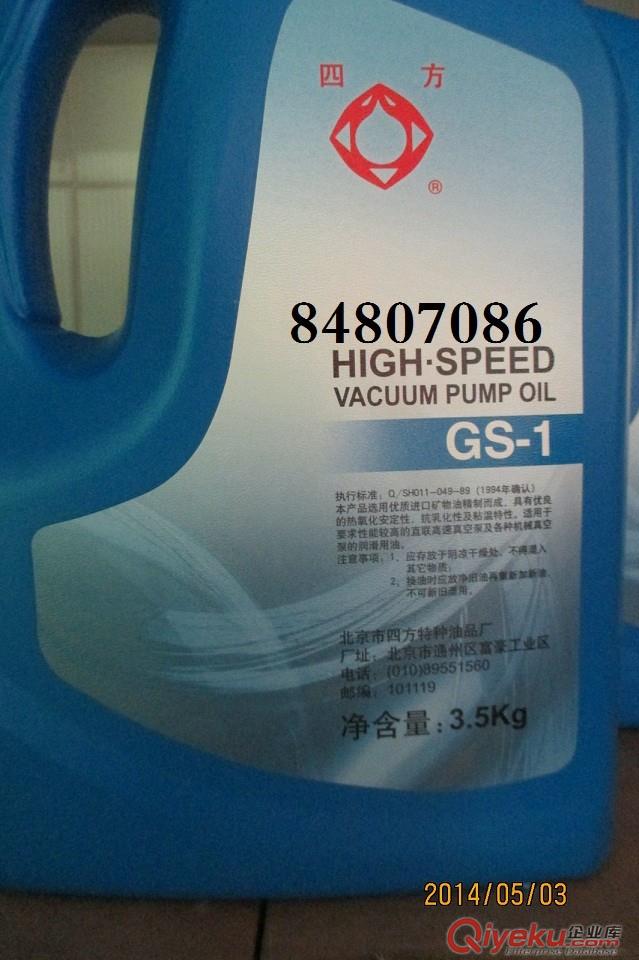 四 方
®
84807086
HIGH·SPEED
VACUUM PUMP OIL
GS-1
执行标准：Q/SH011-049-89（1994年确认）
本产品选用优质进口矿物油精制而成，具有优良
的热氧化安定性，抗乳化性及粘温特性。适用于
要求性能较高的直联高速真空泵及各种机械真空
泵的润滑用油。
注意事项：1、应存放于阴凉干燥处，不得混入
其它物质；
2、换油时应放净旧油再重新加新油，
不可新旧混用。
北京市四方特种油品厂
厂址：北京市通州区富豪工业区
电话：(010)89551560
邮编：101119
净含量：3.5Kg
2014/05/03
Qiyeku.com企业库
Enterprise Database